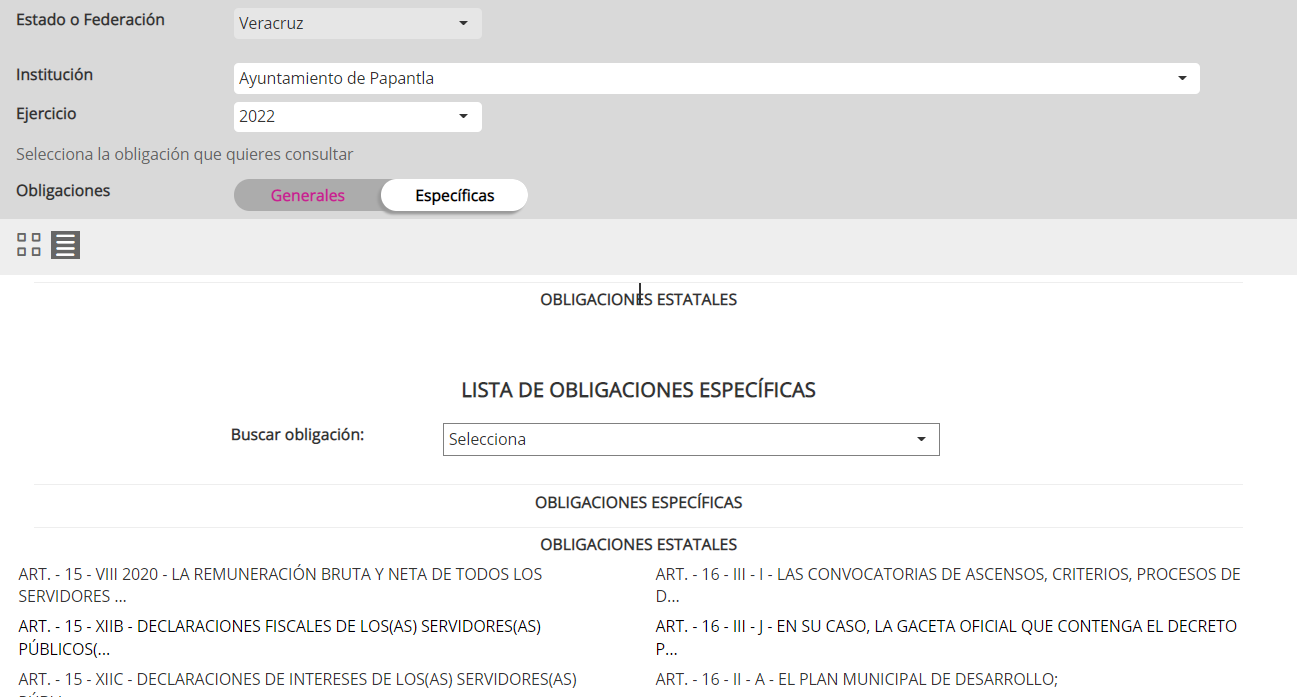 Estado o Federación
Veracruz
Institución
Ayuntamiento de Papantla
Ejercicio
2022
Selecciona la obligación que quieres consultar
Obligaciones
Generales
Específicas
OBLIGACIONES ESTATALES
LISTA DE OBLIGACIONES ESPECÍFICAS
Buscar obligación:
Selecciona
OBLIGACIONES ESPECÍFICAS
OBLIGACIONES ESTATALES
ART. - 15 - VIII 2020 - LA REMUNERACIÓN BRUTA Y NETA DE TODOS LOS
SERVIDORES ...
ART. - 16 - III - I - LAS CONVOCATORIAS DE ASCENSOS, CRITERIOS, PROCESOS DE
D...
ART. - 15 - XIIB - DECLARACIONES FISCALES DE LOS(AS) SERVIDORES(AS)
PÚBLICOS(...
ART. - 16 - III - J - EN SU CASO, LA GACETA OFICIAL QUE CONTENGA EL DECRETO
P...
ART. - 15 - XIIC - DECLARACIONES DE INTERESES DE LOS(AS) SERVIDORES(AS)
ART. - 16 - II - A - EL PLAN MUNICIPAL DE DESARROLLO;